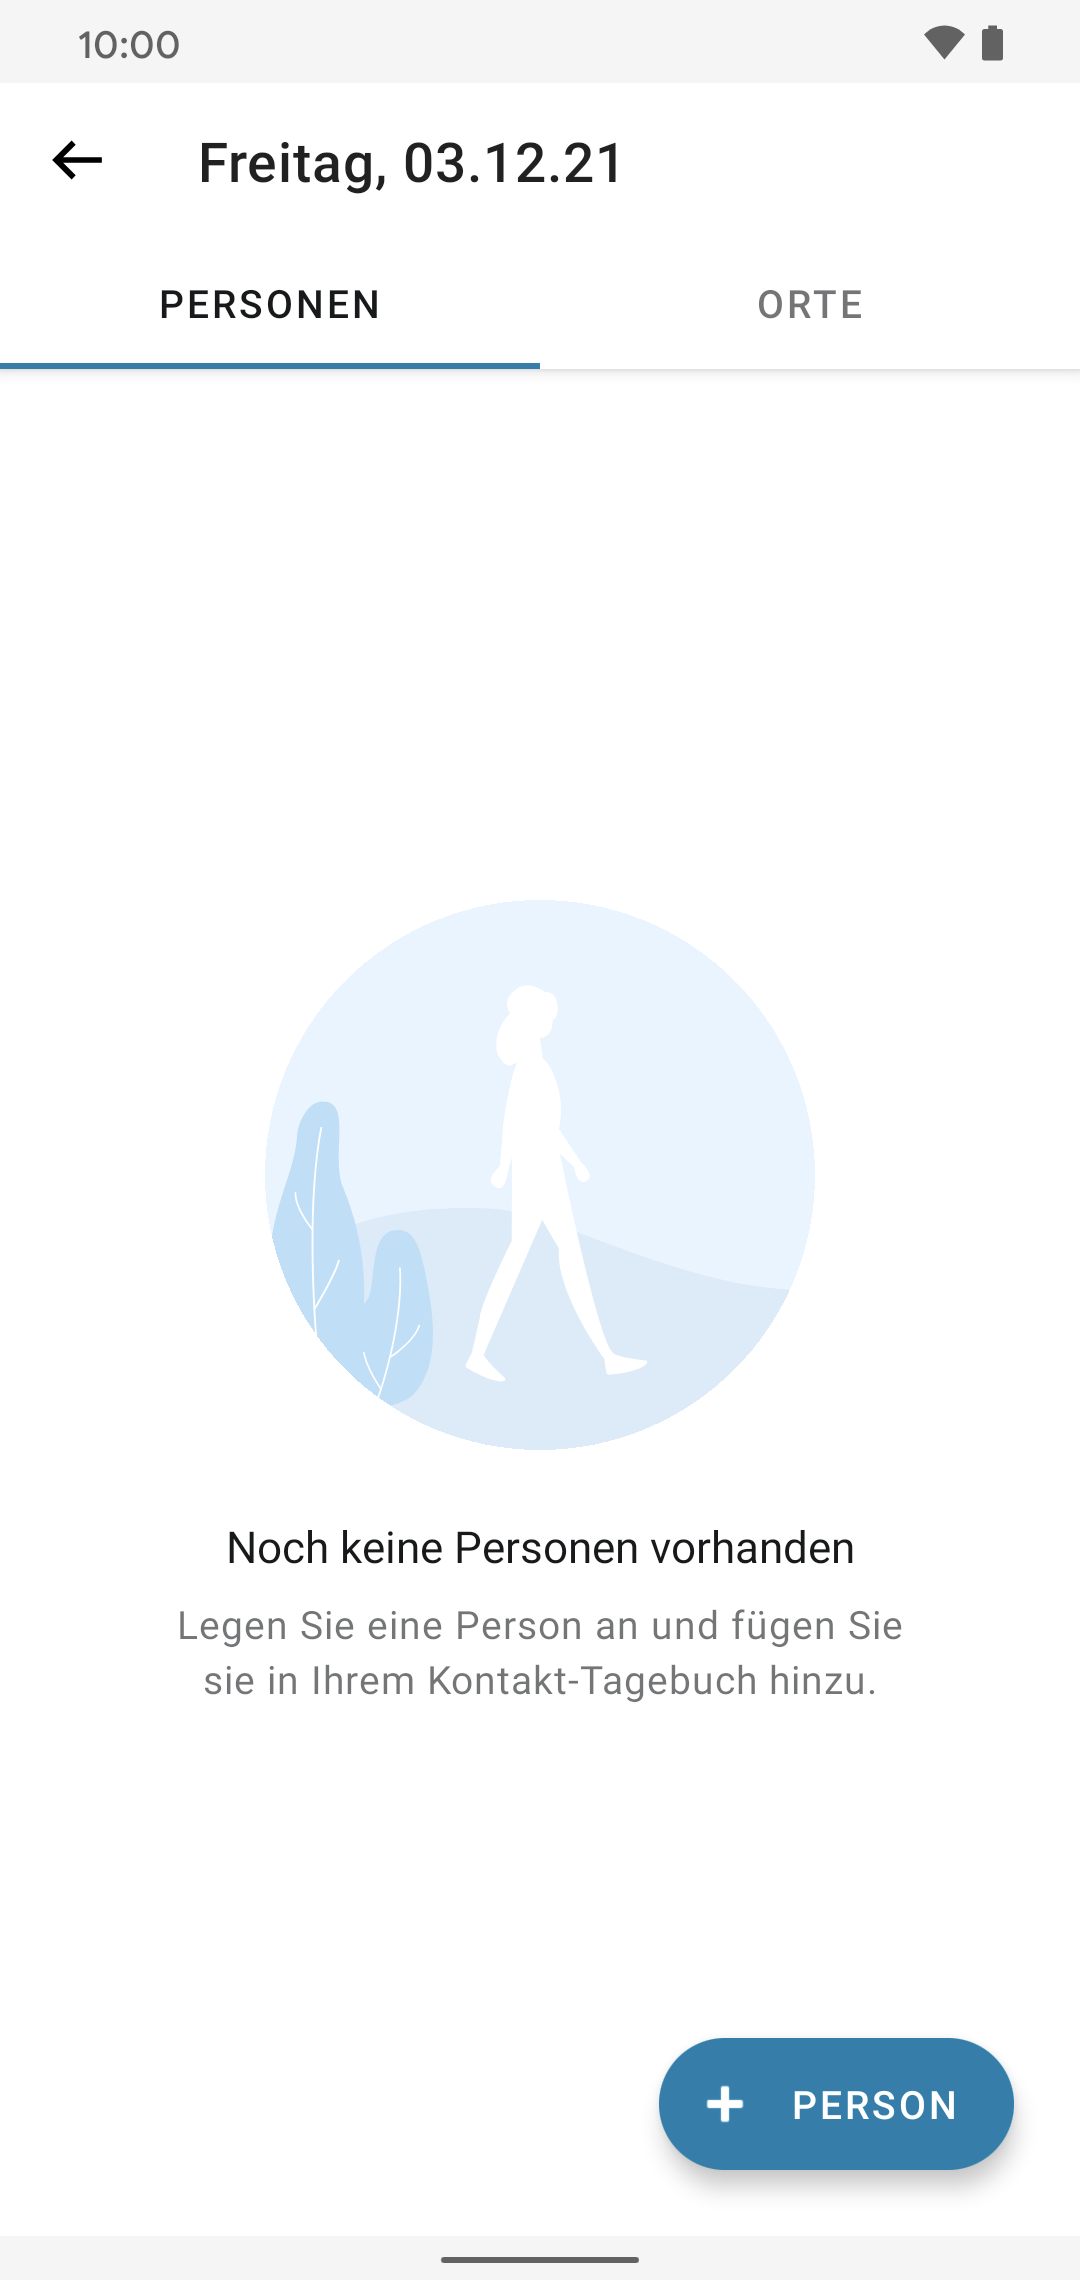 10:00
Freitag, 03.12.21
PERSONEN
ORTE
Noch keine Personen vorhanden
Legen Sie eine Person an und fügen Sie
sie in Ihrem Kontakt-Tagebuch hinzu.
PERSON